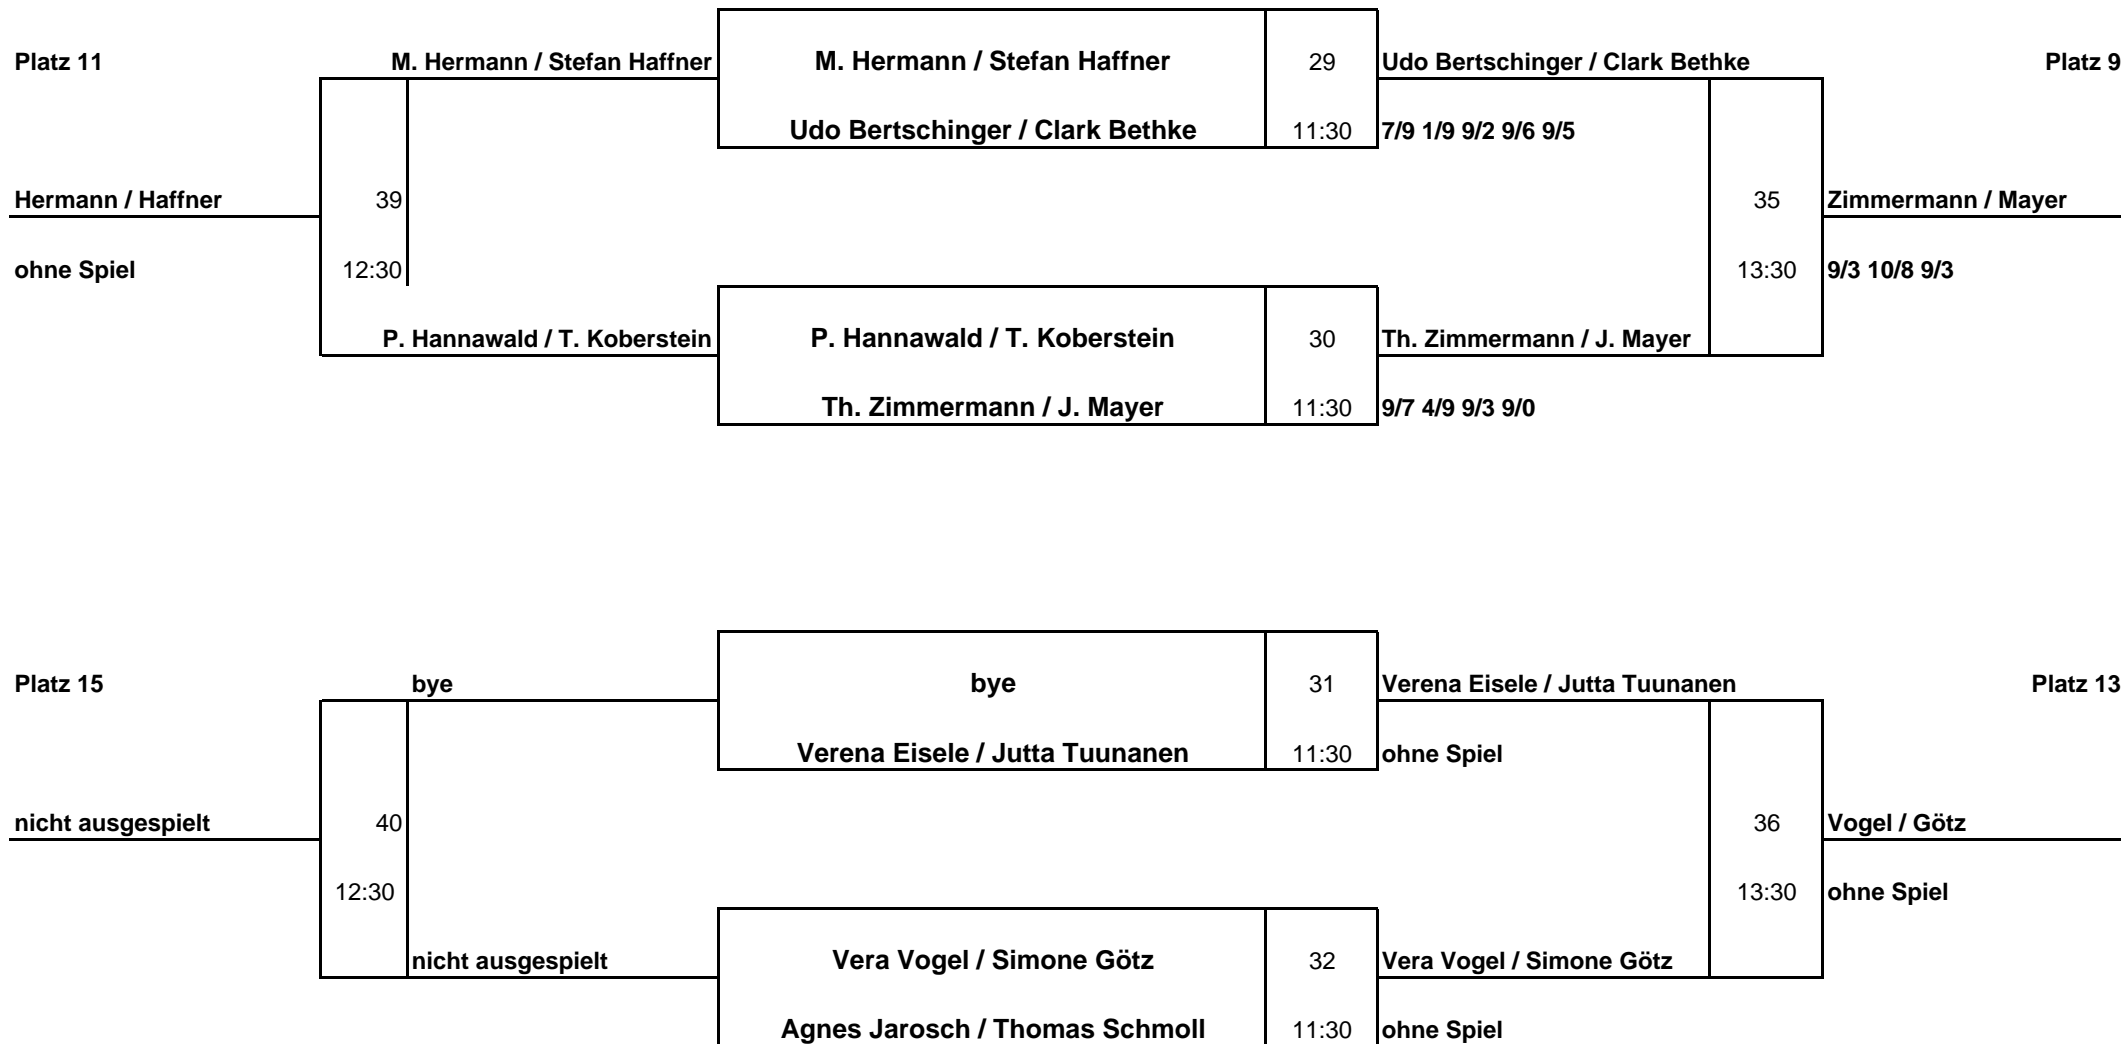 Platz 11 M. Hermann / Stefan Haffner M. Hermann / Stefan Haffner 29 Udo Bertschinger / Clark Bethke Platz 9
Udo Bertschinger / Clark Bethke 11:30 7/9 1/9 9/2 9/6 9/5
Hermann / Haffner 39 35 Zimmermann / Mayer
ohne Spiel 12:30 13:30 9/3 10/8 9/3
P. Hannawald / T. Koberstein P. Hannawald / T. Koberstein 30 Th. Zimmermann / J. Mayer
Th. Zimmermann / J. Mayer 11:30 9/7 4/9 9/3 9/0
Platz 15 bye bye 31 Verena Eisele / Jutta Tuunanen Platz 13
Verena Eisele / Jutta Tuunanen 11:30 ohne Spiel
nicht ausgespielt 40 36 Vogel / Götz
12:30 13:30 ohne Spiel
nicht ausgespielt Vera Vogel / Simone Götz 32 Vera Vogel / Simone Götz
Agnes Jarosch / Thomas Schmoll 11:30 ohne Spiel